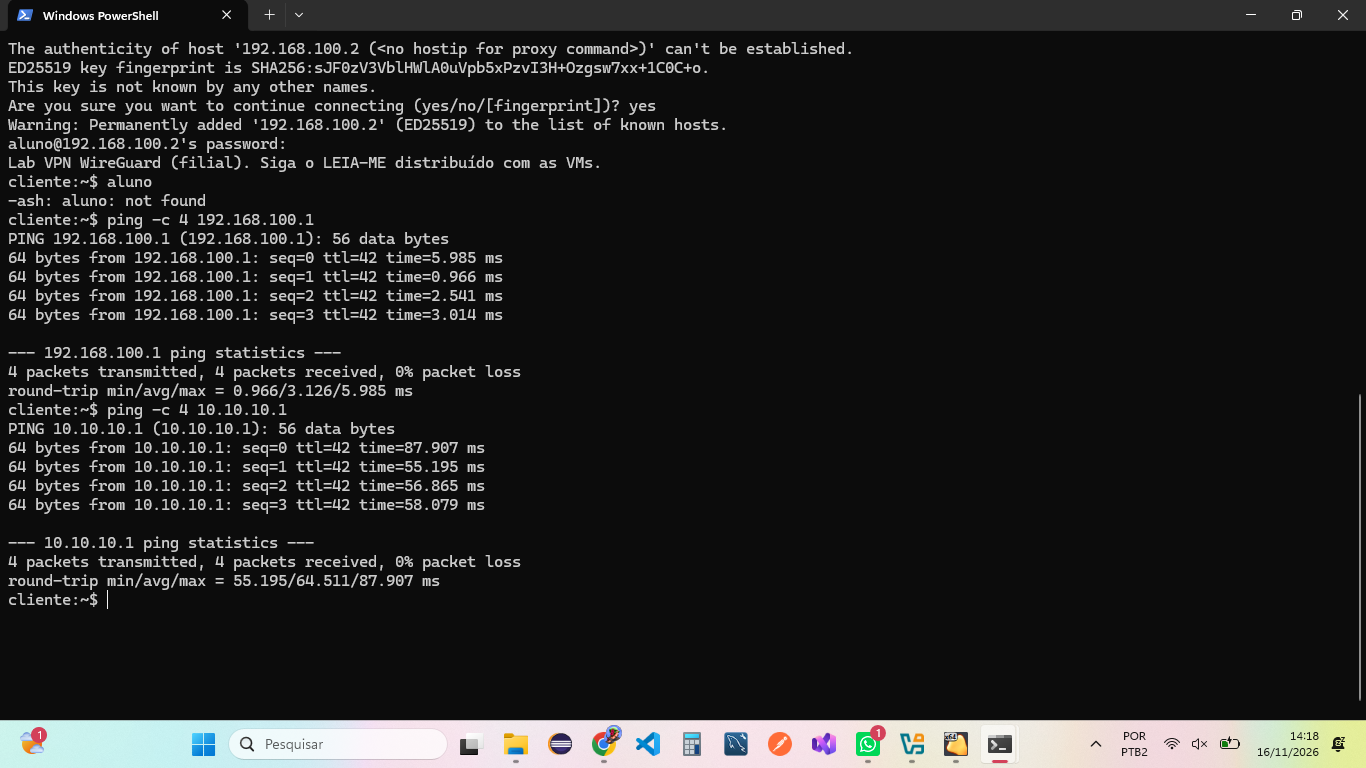 Windows PowerShell
The authenticity of host '192.168.100.2 (<no hostip for proxy command>)' can't be established.
ED25519 key fingerprint is SHA256:sJF0zV3VblHWlA0uVpb5xPzvI3H+Ozgsw7xx+1C0C+o.
This key is not known by any other names.
Are you sure you want to continue connecting (yes/no/[fingerprint])? yes
Warning: Permanently added '192.168.100.2' (ED25519) to the list of known hosts.
aluno@192.168.100.2's password:
Lab VPN WireGuard (filial). Siga o LEIA-ME distribuído com as VMs.
cliente:~$ aluno
-ash: aluno: not found
cliente:~$ ping -c 4 192.168.100.1
PING 192.168.100.1 (192.168.100.1): 56 data bytes
64 bytes from 192.168.100.1: seq=0 ttl=42 time=5.985 ms
64 bytes from 192.168.100.1: seq=1 ttl=42 time=0.966 ms
64 bytes from 192.168.100.1: seq=2 ttl=42 time=2.541 ms
64 bytes from 192.168.100.1: seq=3 ttl=42 time=3.014 ms
--- 192.168.100.1 ping statistics ---
4 packets transmitted, 4 packets received, 0% packet loss
round-trip min/avg/max = 0.966/3.126/5.985 ms
cliente:~$ ping -c 4 10.10.10.1
PING 10.10.10.1 (10.10.10.1): 56 data bytes
64 bytes from 10.10.10.1: seq=0 ttl=42 time=87.907 ms
64 bytes from 10.10.10.1: seq=1 ttl=42 time=55.195 ms
64 bytes from 10.10.10.1: seq=2 ttl=42 time=56.865 ms
64 bytes from 10.10.10.1: seq=3 ttl=42 time=58.079 ms
--- 10.10.10.1 ping statistics ---
4 packets transmitted, 4 packets received, 0% packet loss
round-trip min/avg/max = 55.195/64.511/87.907 ms
cliente:~$
1
Pesquisar
1
POR
PTB2
14:18
16/11/2026